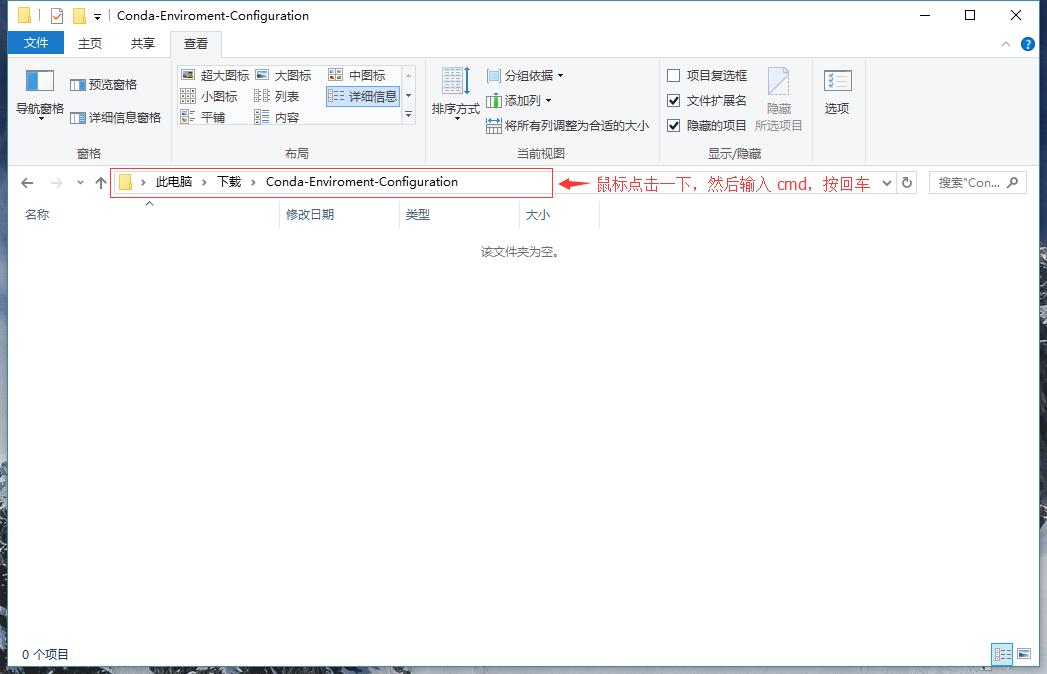 Conda-Enviroment-Configuration
文件 主页 共享 查看
导航窗格 预览窗格 详细信息窗格
窗格
超大图标 大图标 中图标
小图标 列表 详细信息
平铺 内容
布局
排序方式 分组依据
添加列
将所有列调整为合适的大小
当前视图
项目复选框
文件扩展名
隐藏的项目
隐藏
所选项目
显示/隐藏
选项
此电脑 下载 Conda-Enviroment-Configuration
鼠标点击一下，然后输入 cmd，按回车
搜索"Con...
名称 修改日期 类型 大小
该文件夹为空。
0 个项目